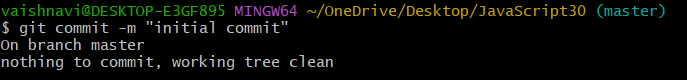 vaishnavi@DESKTOP-E3GF895 MINGW64 ~/OneDrive/Desktop/JavaScript30 (master)
$ git commit -m "initial commit"
On branch master
nothing to commit, working tree clean